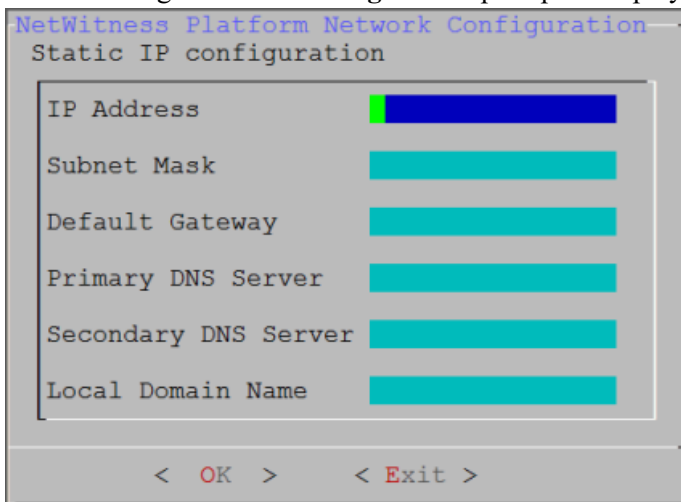 NetWitness Platform Network Configuration
Static IP configuration
IP Address
Subnet Mask
Default Gateway
Primary DNS Server
Secondary DNS Server
Local Domain Name
< OK > < Exit >